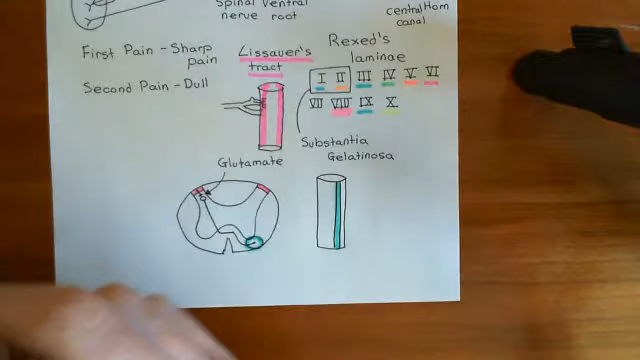 Spinal Ventral
nerve root
central Horn
canal
First Pain - Sharp
pain
Second Pain - Dull
Lissauer's
tract
Rexed's
laminae
I II III IV V VI
VII VIII IX X
Substantia
Gelatinosa
Glutamate